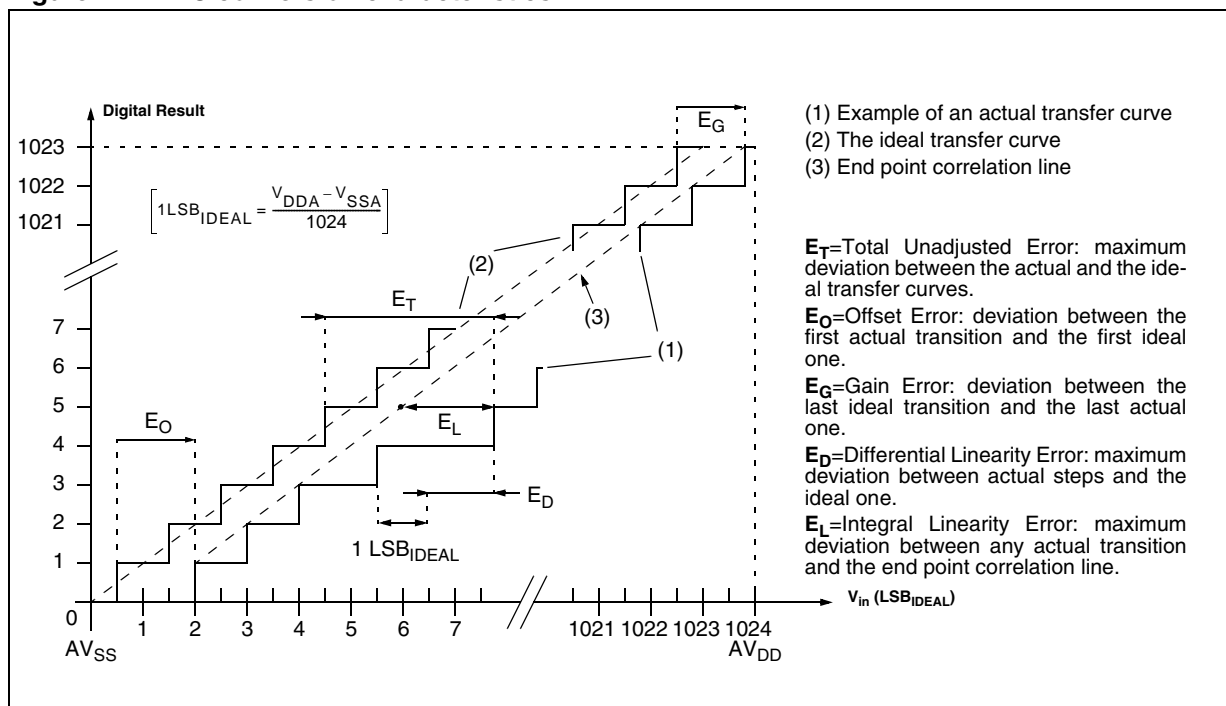 Digital Result
1023
1022
1021
7
6
5
4
3
2
1
0
[1LSB_IDEAL = (V_DDA – V_SSA) / 1024]
E_G
(2)
E_T
(3)
(1)
E_O
E_L
E_D
1 LSB_IDEAL
1 2 3 4 5 6 7 1021 1022 1023 1024
AV_SS
AV_DD
V_in (LSB_IDEAL)
(1) Example of an actual transfer curve
(2) The ideal transfer curve
(3) End point correlation line
E_T=Total Unadjusted Error: maximum
deviation between the actual and the ide-
al transfer curves.
E_O=Offset Error: deviation between the
first actual transition and the first ideal
one.
E_G=Gain Error: deviation between the
last ideal transition and the last actual
one.
E_D=Differential Linearity Error: maximum
deviation between actual steps and the
ideal one.
E_L=Integral Linearity Error: maximum
deviation between any actual transition
and the end point correlation line.